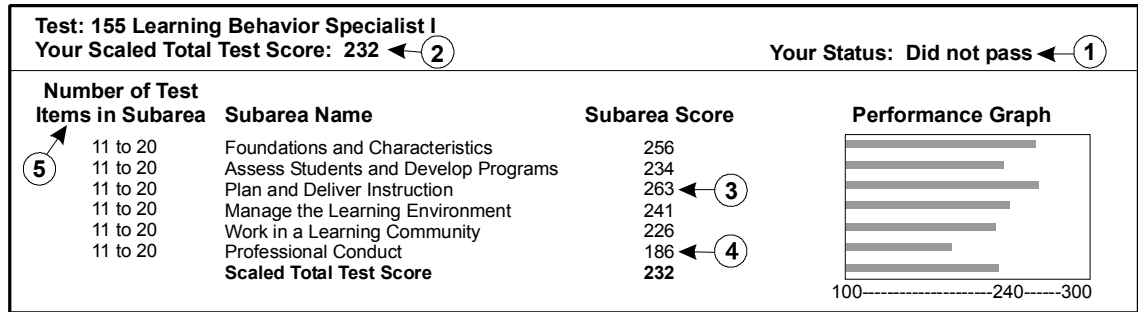 Test: 155 Learning Behavior Specialist I
Your Scaled Total Test Score: 232 2
Your Status: Did not pass 1
Number of Test
Items in Subarea Subarea Name Subarea Score Performance Graph
11 to 20 Foundations and Characteristics 256
5 11 to 20 Assess Students and Develop Programs 234
11 to 20 Plan and Deliver Instruction 263 3
11 to 20 Manage the Learning Environment 241
11 to 20 Work in a Learning Community 226
11 to 20 Professional Conduct 186 4
Scaled Total Test Score 232
100----------------------240-----300